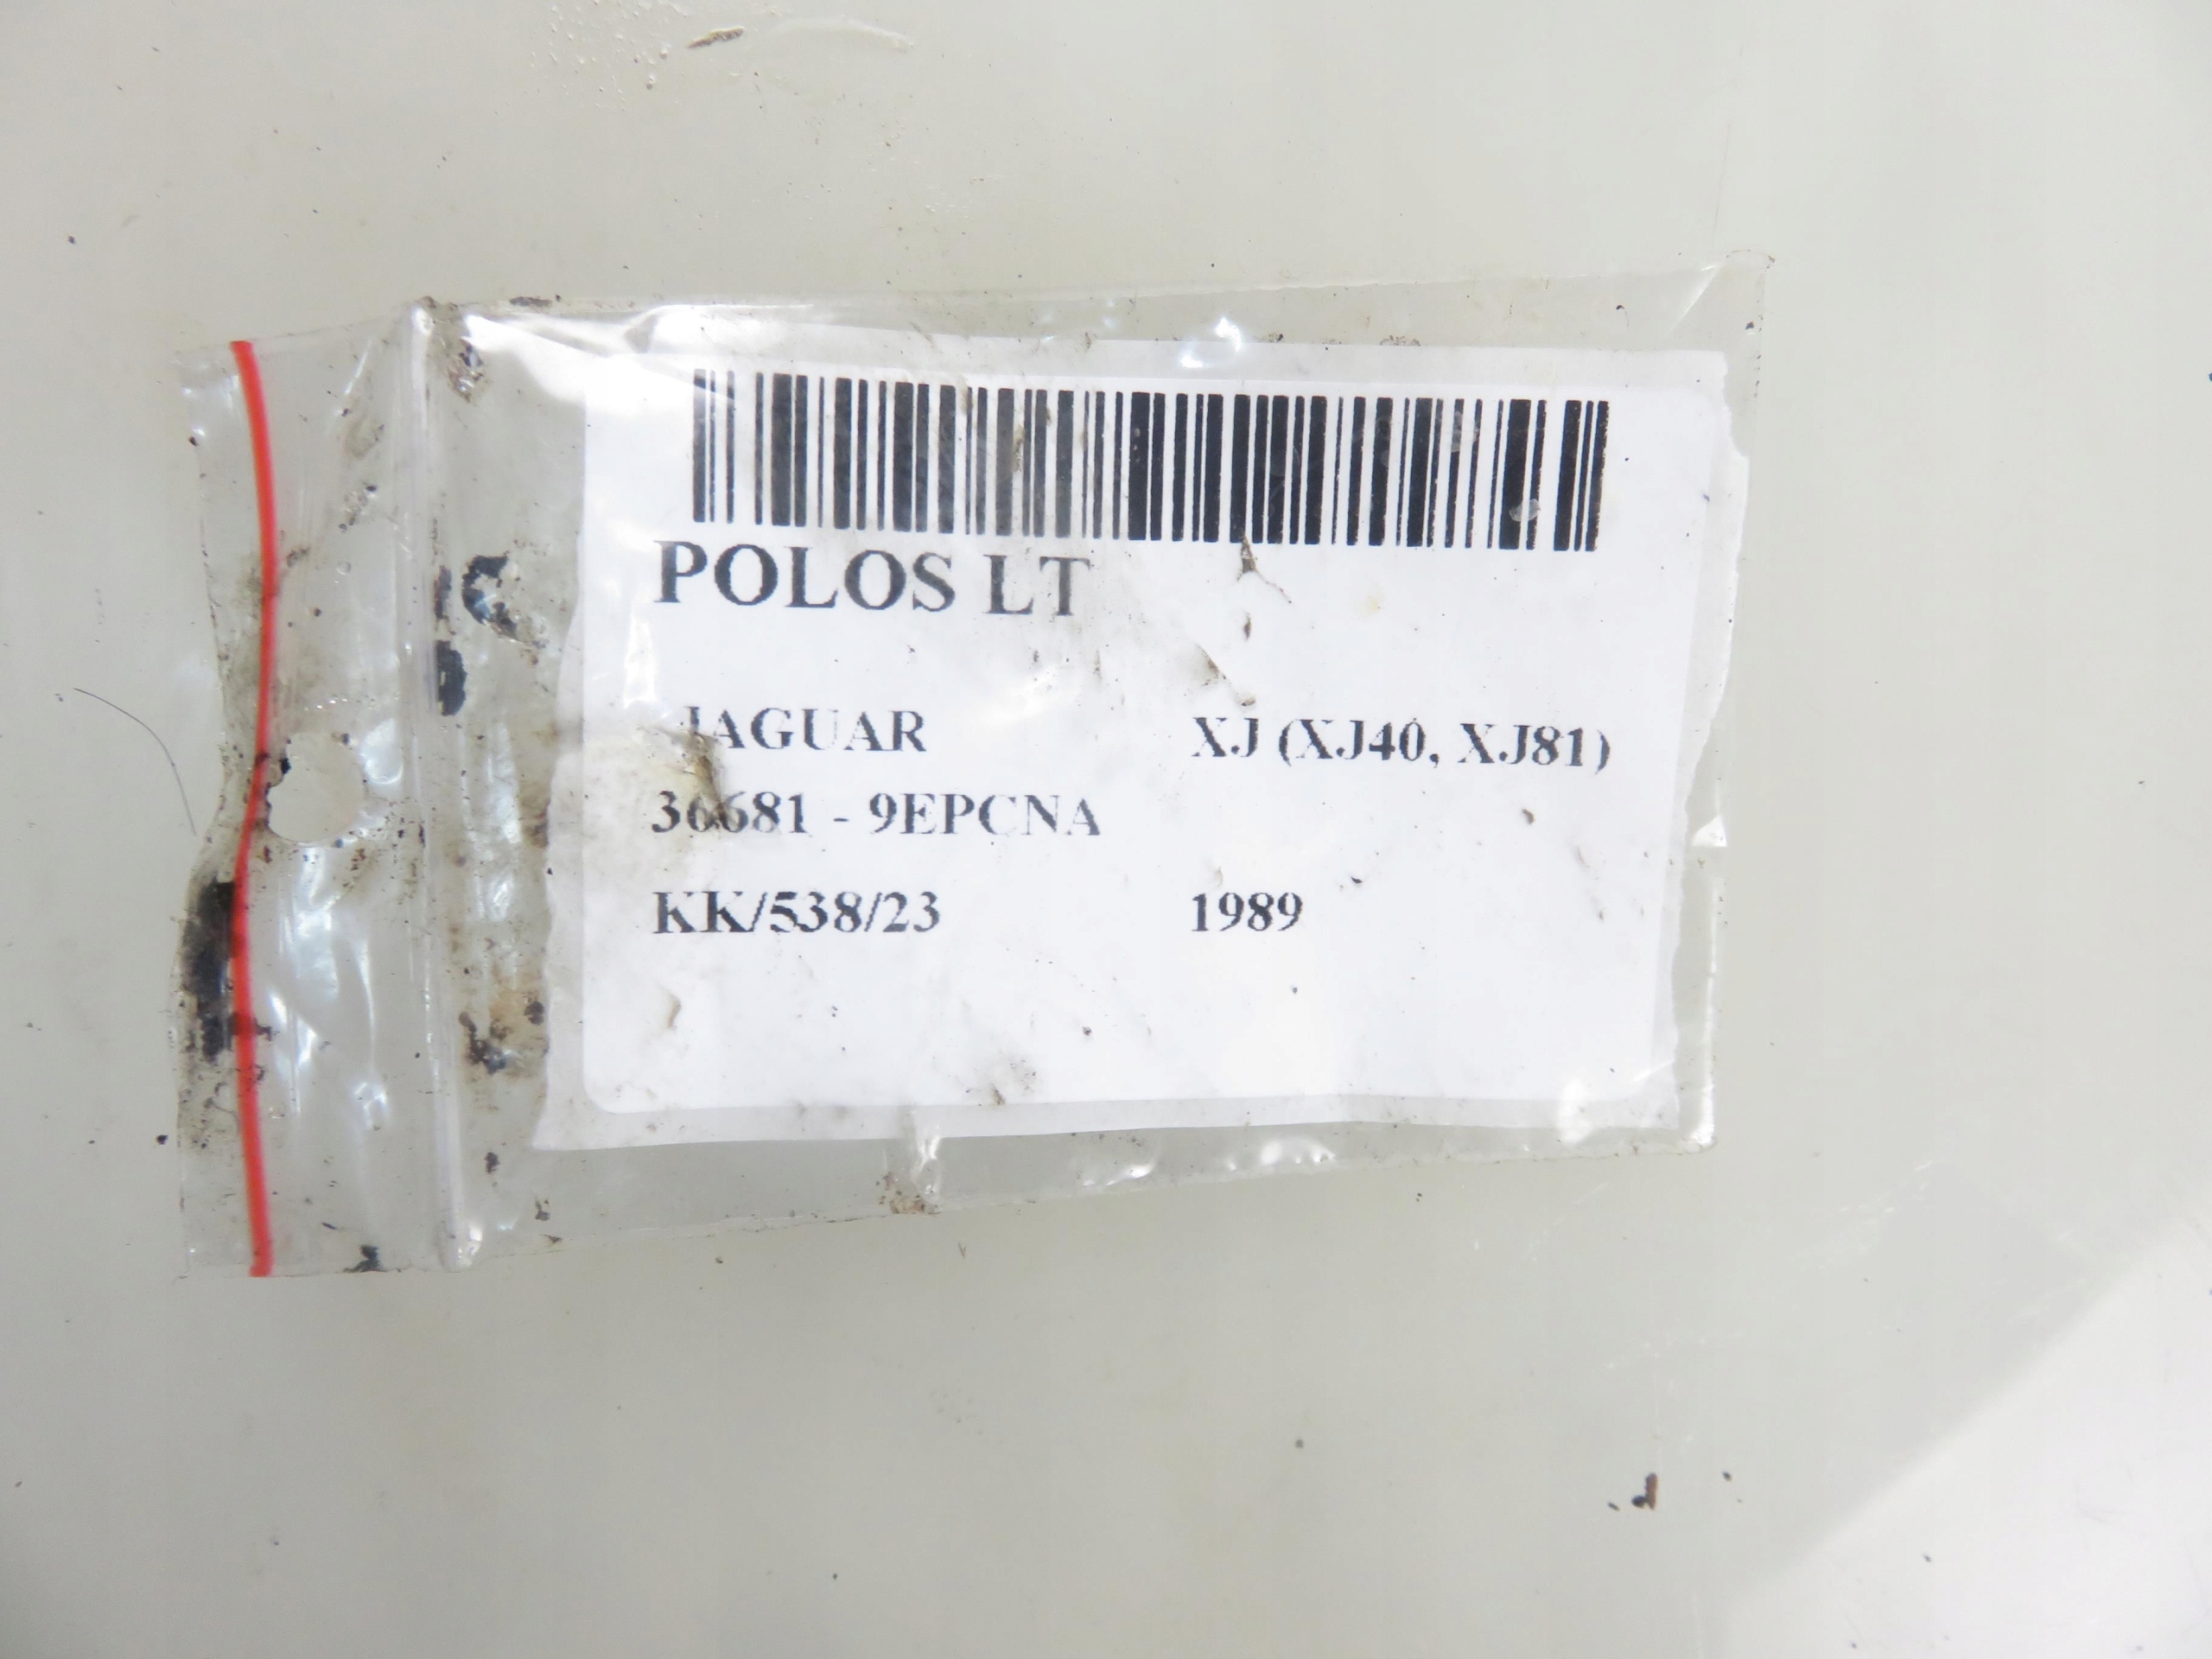 POLOS LT
JAGUAR XJ (XJ40, XJ81)
36681 - 9EPCNA
KK/538/23 1989